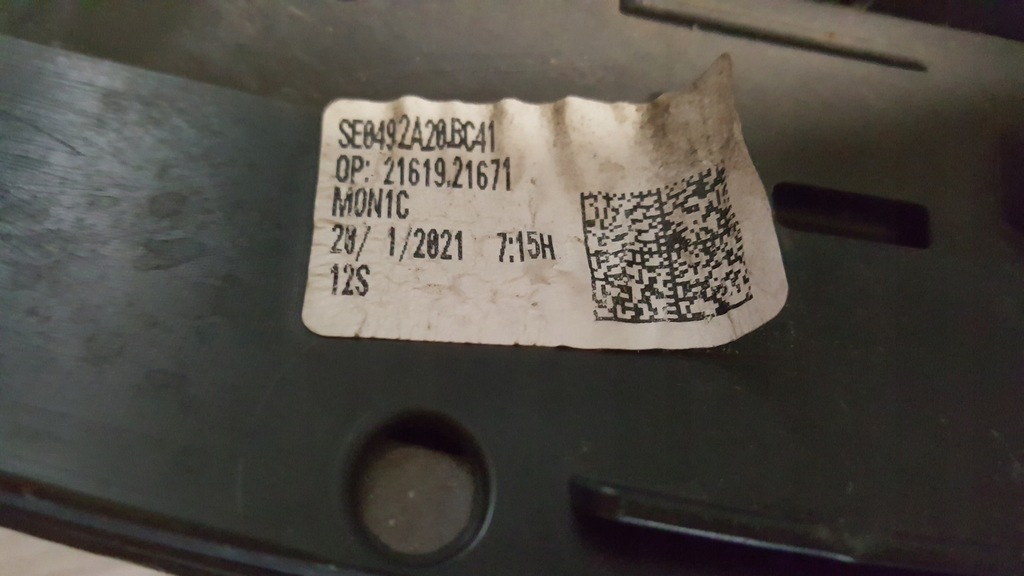 SE0492A20.BC41
OP: 21619.21671
MON1C
20/ 1/2021 7:15H
12S